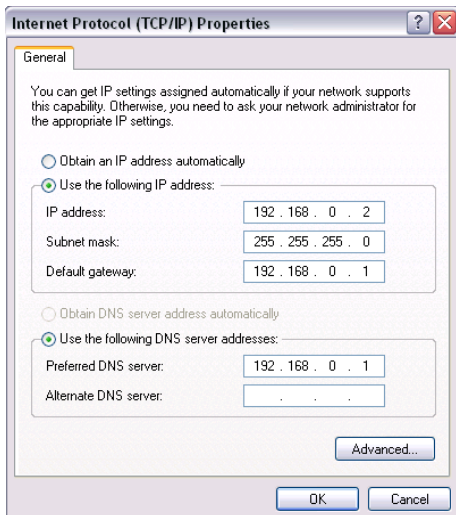 Internet Protocol (TCP/IP) Properties
General
You can get IP settings assigned automatically if your network supports
this capability. Otherwise, you need to ask your network administrator for
the appropriate IP settings.
Obtain an IP address automatically
Use the following IP address:
IP address: 192 . 168 . 0 . 2
Subnet mask: 255 . 255 . 255 . 0
Default gateway: 192 . 168 . 0 . 1
Obtain DNS server address automatically
Use the following DNS server addresses:
Preferred DNS server: 192 . 168 . 0 . 1
Alternate DNS server: . . .
Advanced...
OK Cancel